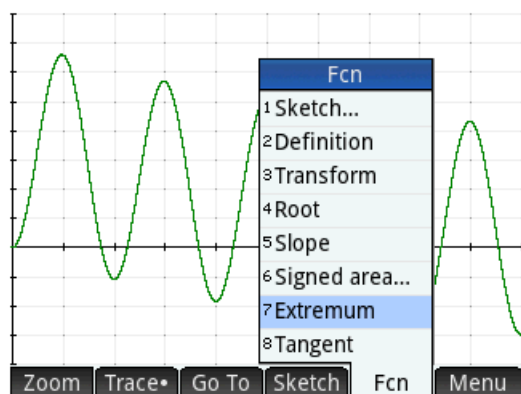 Fcn
1 Sketch...
2 Definition
3 Transform
4 Root
5 Slope
6 Signed area...
7 Extremum
8 Tangent
Zoom Trace• Go To Sketch Fcn Menu